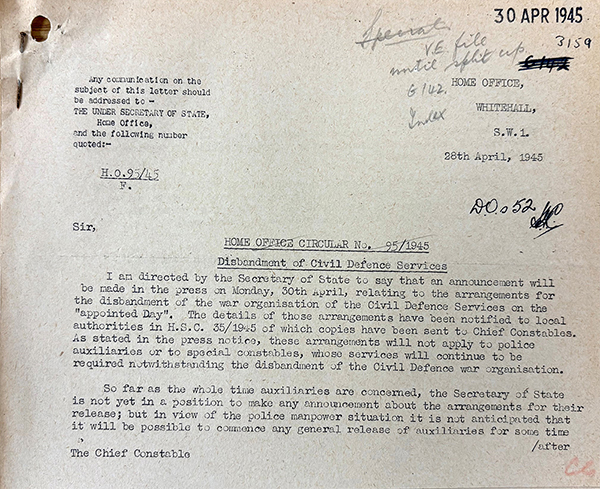 30 APR 1945
Special
V.E. file
until split up.
3159
G142
G142
Index
Any communication on the
subject of this letter should
be addressed to -
THE UNDER SECRETARY OF STATE,
Home Office,
and the following number
quoted:-
H.O.95/45
F.
HOME OFFICE,
WHITEHALL,
S.W.1.
28th April, 1945
D.O. 52
Sir,
HOME OFFICE CIRCULAR No. 95/1945
Disbandment of Civil Defence Services
I am directed by the Secretary of State to say that an announcement will
be made in the press on Monday, 30th April, relating to the arrangements for
the disbandment of the war organisation of the Civil Defence Services on the
"appointed Day". The details of those arrangements have been notified to local
authorities in H.S.C. 35/1945 of which copies have been sent to Chief Constables.
As stated in the press notice, these arrangements will not apply to police
auxiliaries or to special constables, whose services will continue to be
required notwithstanding the disbandment of the Civil Defence war organisation.
So far as the whole time auxiliaries are concerned, the Secretary of State
is not yet in a position to make any announcement about the arrangements for their
release; but in view of the police manpower situation it is not anticipated that
it will be possible to commence any general release of auxiliaries for some time
/after
The Chief Constable